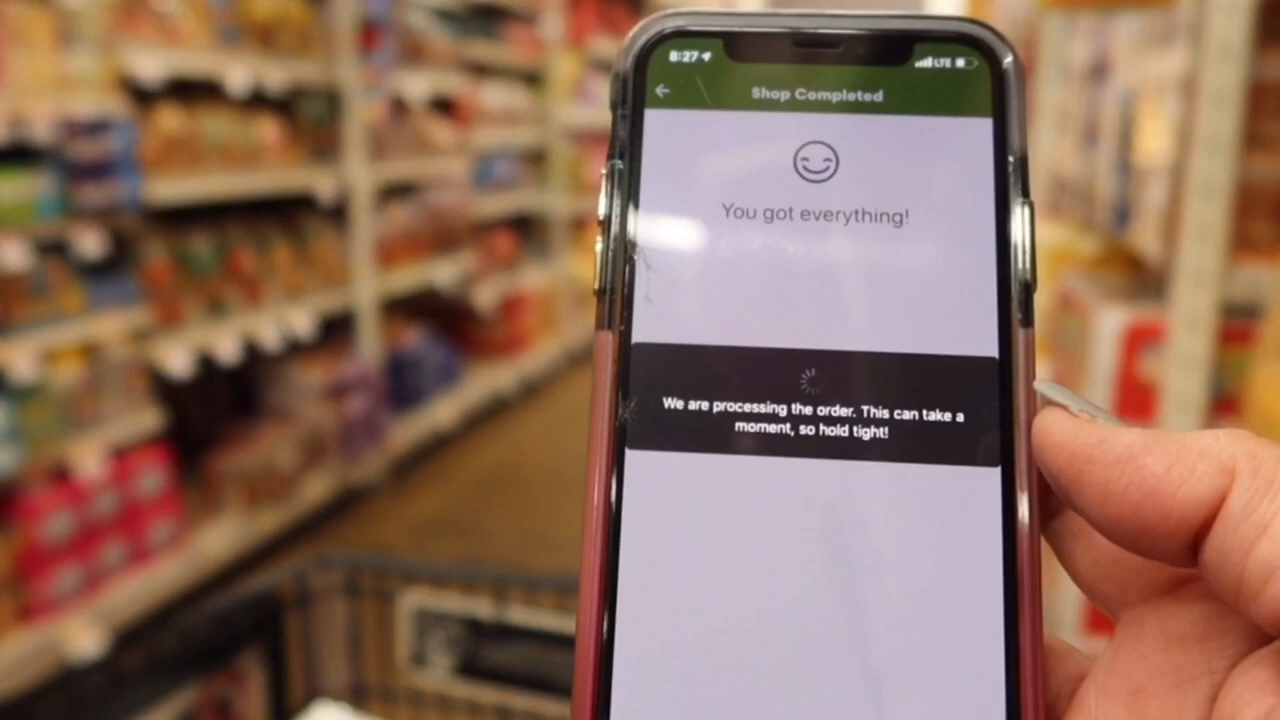 8:27
LTE
Shop Completed
You got everything!
We are processing the order. This can take a
moment, so hold tight!